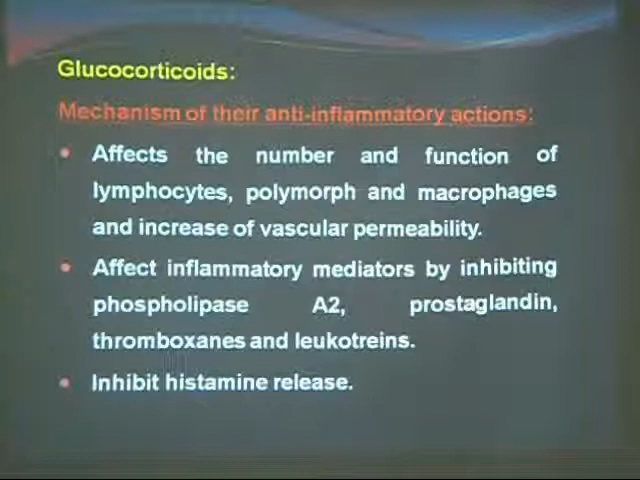 Glucocorticoids:
Mechanism of their anti-inflammatory actions:
• Affects the number and function of
lymphocytes, polymorph and macrophages
and increase of vascular permeability.
• Affect inflammatory mediators by inhibiting
phospholipase A2, prostaglandin,
thromboxanes and leukotreins.
• Inhibit histamine release.